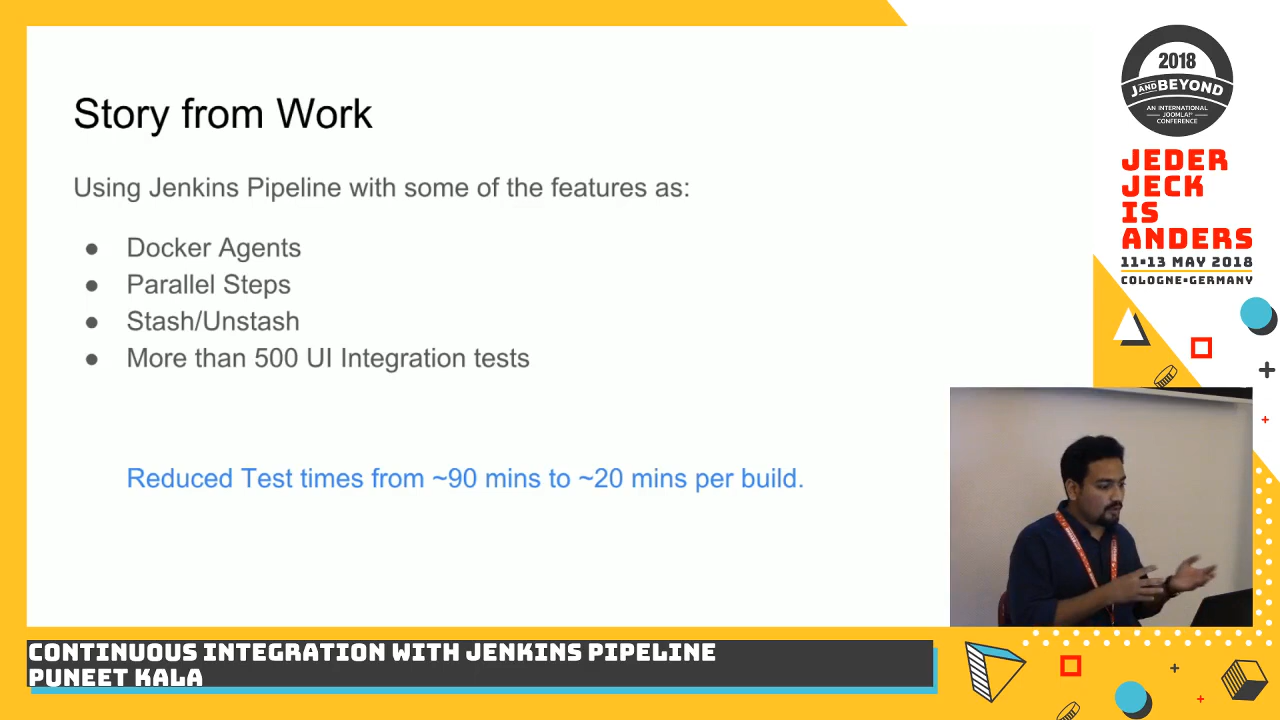 Story from Work
Using Jenkins Pipeline with some of the features as:
● Docker Agents
● Parallel Steps
● Stash/Unstash
● More than 500 UI Integration tests
Reduced Test times from ~90 mins to ~20 mins per build.
2018
JANDBEYOND
AN INTERNATIONAL
JOOMLA!®
CONFERENCE
JEDER
JECK
IS
ANDERS
11•13 MAY 2018
COLOGNE•GERMANY
CONTINUOUS INTEGRATION WITH JENKINS PIPELINE
PUNEET KALA